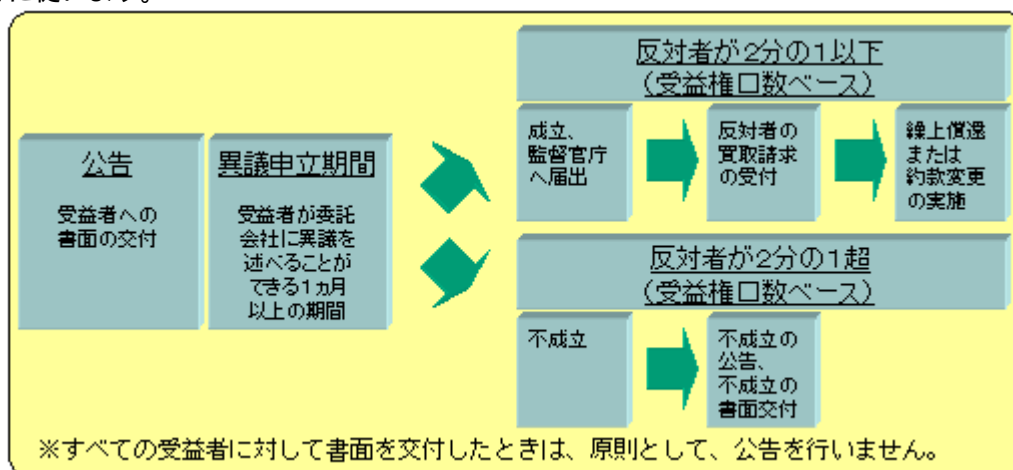 に従います。
反対者が2分の1以下
(受益権口数ベース)
成立、
監督官庁
へ届出
反対者の
買取請求
の受付
繰上償還
または
約款変更
の実施
公告
受益者への
書面の交付
異議申立期間
受益者が委託
会社に異議を
述べることが
できる1ヵ月
以上の期間
反対者が2分の1超
(受益権口数ベース)
不成立
不成立の
公告、
不成立の
書面交付
※すべての受益者に対して書面を交付したときは、原則として、公告を行いません。